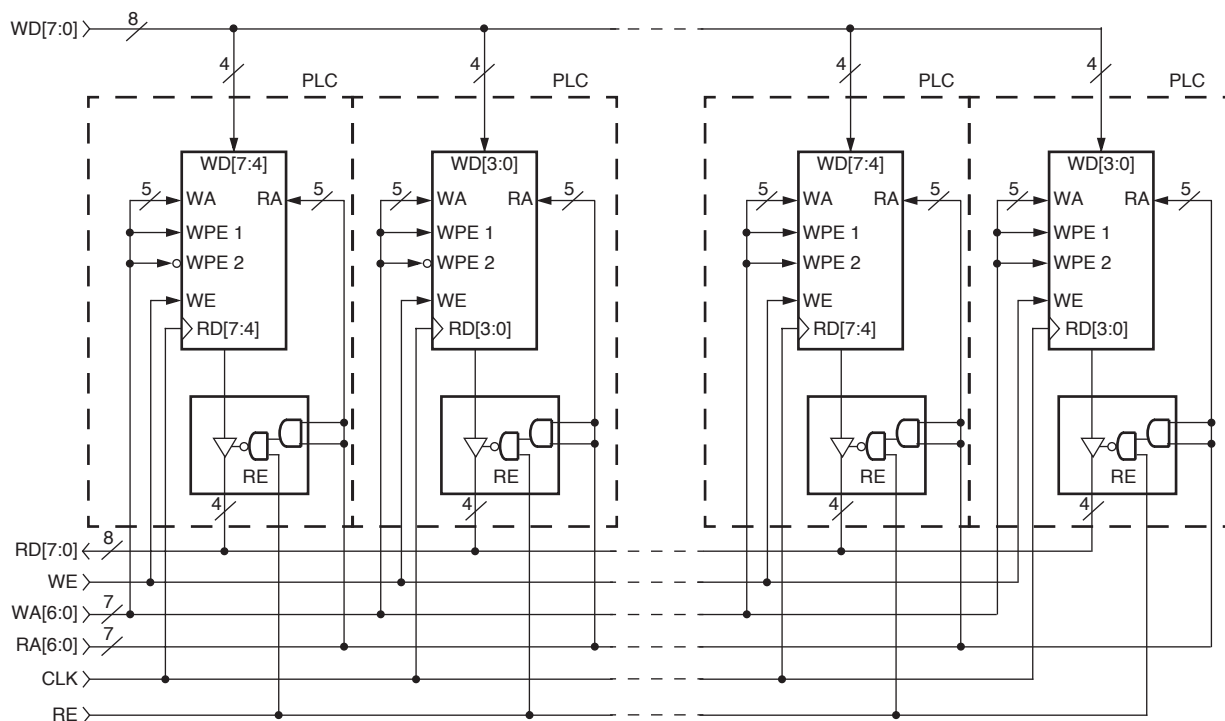 WD[7:0] 8
4 4 4 4
PLC PLC PLC PLC
WD[7:4] WD[3:0] WD[7:4] WD[3:0]
5 WA RA 5 5 WA RA 5 5 WA RA 5 5 WA RA 5
WPE 1 WPE 1 WPE 1 WPE 1
WPE 2 WPE 2 WPE 2 WPE 2
WE WE WE WE
RD[7:4] RD[3:0] RD[7:4] RD[3:0]
RE RE RE RE
4 4 4 4
RD[7:0] 8
WE
WA[6:0] 7
RA[6:0] 7
CLK
RE